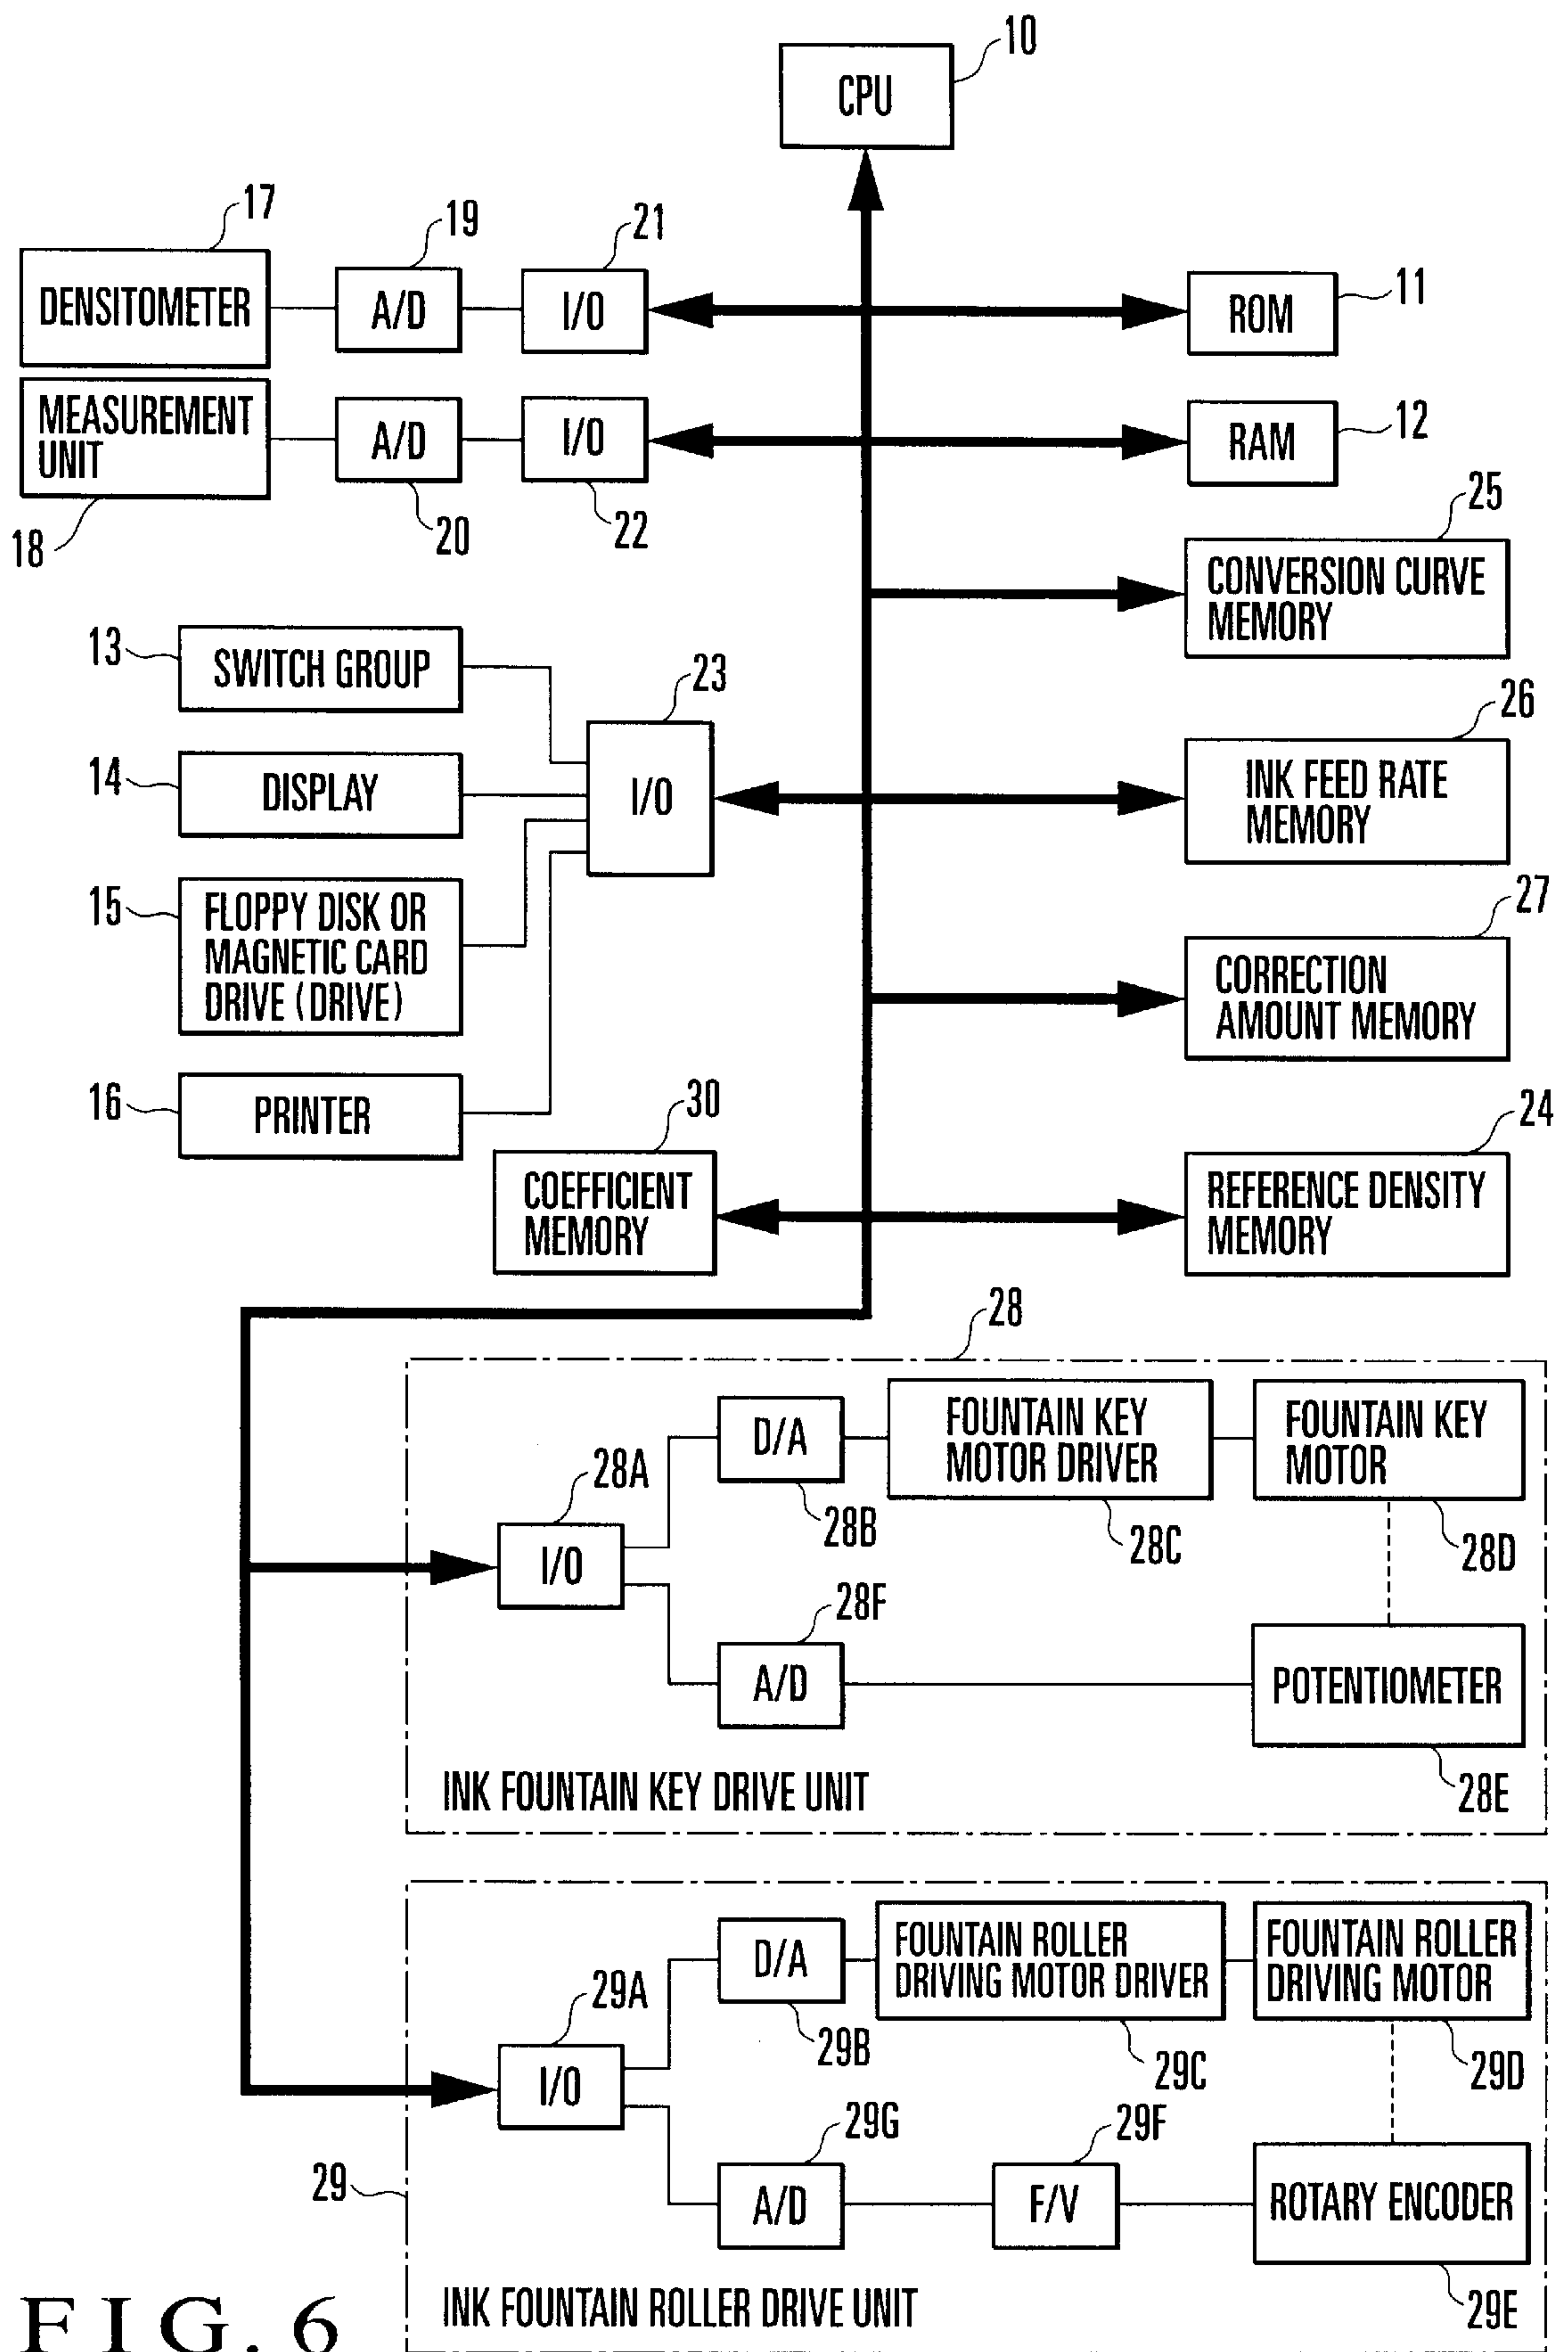 10
CPU
17
19
21
DENSITOMETER
A/D
I/O
ROM
11
MEASUREMENT
UNIT
A/D
I/O
RAM
12
18
20
22
25
CONVERSION CURVE
MEMORY
13
SWITCH GROUP
23
26
14
DISPLAY
I/O
INK FEED RATE
MEMORY
15
FLOPPY DISK OR
MAGNETIC CARD
DRIVE (DRIVE)
27
CORRECTION
AMOUNT MEMORY
16
PRINTER
30
24
COEFFICIENT
MEMORY
REFERENCE DENSITY
MEMORY
28
D/A
FOUNTAIN KEY
MOTOR DRIVER
FOUNTAIN KEY
MOTOR
28A
28B
28C
28D
I/O
28F
A/D
POTENTIOMETER
28E
INK FOUNTAIN KEY DRIVE UNIT
D/A
FOUNTAIN ROLLER
DRIVING MOTOR DRIVER
FOUNTAIN ROLLER
DRIVING MOTOR
29A
29B
29C
29D
I/O
29G
29F
29
A/D
F/V
ROTARY ENCODER
29E
INK FOUNTAIN ROLLER DRIVE UNIT
FIG. 6